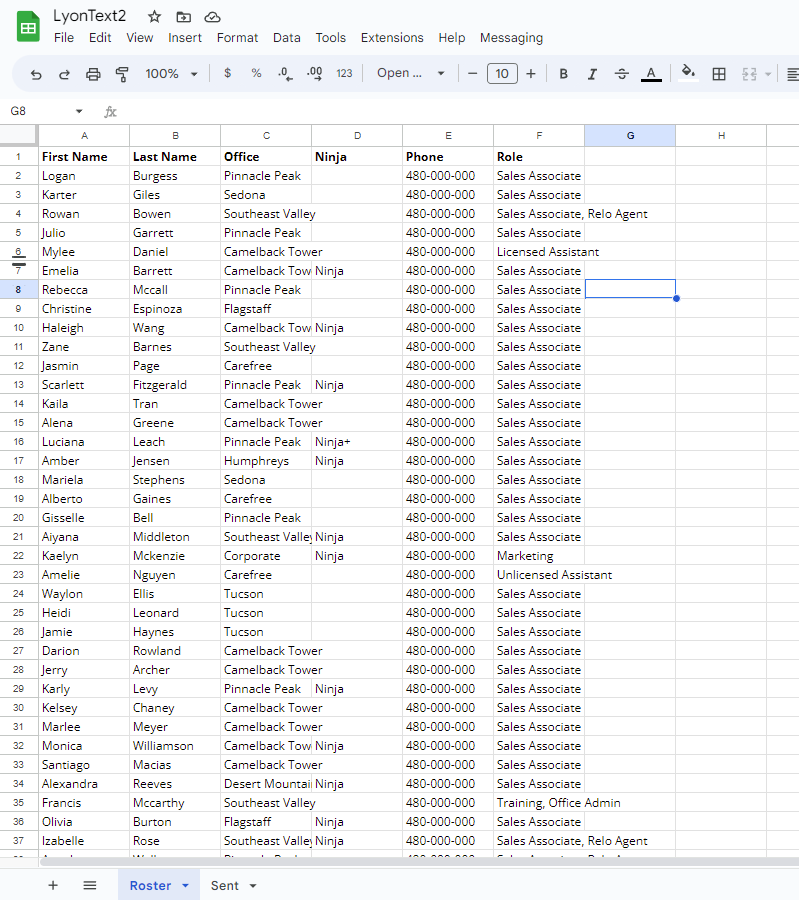 LyonText2
File Edit View Insert Format Data Tools Extensions Help Messaging
100% $ % .0 .00 123 Open ... 10 B I S A
G8 fx
A B C D E F G H
1 First Name Last Name Office Ninja Phone Role
2 Logan Burgess Pinnacle Peak 480-000-000 Sales Associate
3 Karter Giles Sedona 480-000-000 Sales Associate
4 Rowan Bowen Southeast Valley 480-000-000 Sales Associate, Relo Agent
5 Julio Garrett Pinnacle Peak 480-000-000 Sales Associate
6 Mylee Daniel Camelback Tower 480-000-000 Licensed Assistant
7 Emelia Barrett Camelback Tow Ninja 480-000-000 Sales Associate
8 Rebecca Mccall Pinnacle Peak 480-000-000 Sales Associate
9 Christine Espinoza Flagstaff 480-000-000 Sales Associate
10 Haleigh Wang Camelback Tow Ninja 480-000-000 Sales Associate
11 Zane Barnes Southeast Valley 480-000-000 Sales Associate
12 Jasmin Page Carefree 480-000-000 Sales Associate
13 Scarlett Fitzgerald Pinnacle Peak Ninja 480-000-000 Sales Associate
14 Kaila Tran Camelback Tower 480-000-000 Sales Associate
15 Alena Greene Camelback Tower 480-000-000 Sales Associate
16 Luciana Leach Pinnacle Peak Ninja+ 480-000-000 Sales Associate
17 Amber Jensen Humphreys Ninja 480-000-000 Sales Associate
18 Mariela Stephens Sedona 480-000-000 Sales Associate
19 Alberto Gaines Carefree 480-000-000 Sales Associate
20 Gisselle Bell Pinnacle Peak 480-000-000 Sales Associate
21 Aiyana Middleton Southeast Valley Ninja 480-000-000 Sales Associate
22 Kaelyn Mckenzie Corporate Ninja 480-000-000 Marketing
23 Amelie Nguyen Carefree 480-000-000 Unlicensed Assistant
24 Waylon Ellis Tucson 480-000-000 Sales Associate
25 Heidi Leonard Tucson 480-000-000 Sales Associate
26 Jamie Haynes Tucson 480-000-000 Sales Associate
27 Darion Rowland Camelback Tower 480-000-000 Sales Associate
28 Jerry Archer Camelback Tower 480-000-000 Sales Associate
29 Karly Levy Pinnacle Peak Ninja 480-000-000 Sales Associate
30 Kelsey Chaney Camelback Tower 480-000-000 Sales Associate
31 Marlee Meyer Camelback Tower 480-000-000 Sales Associate
32 Monica Williamson Camelback Tow Ninja 480-000-000 Sales Associate
33 Santiago Macias Camelback Tower 480-000-000 Sales Associate
34 Alexandra Reeves Desert Mountai Ninja 480-000-000 Sales Associate
35 Francis Mccarthy Southeast Valley 480-000-000 Training, Office Admin
36 Olivia Burton Flagstaff Ninja 480-000-000 Sales Associate
37 Izabelle Rose Southeast Valley Ninja 480-000-000 Sales Associate, Relo Agent
Roster Sent